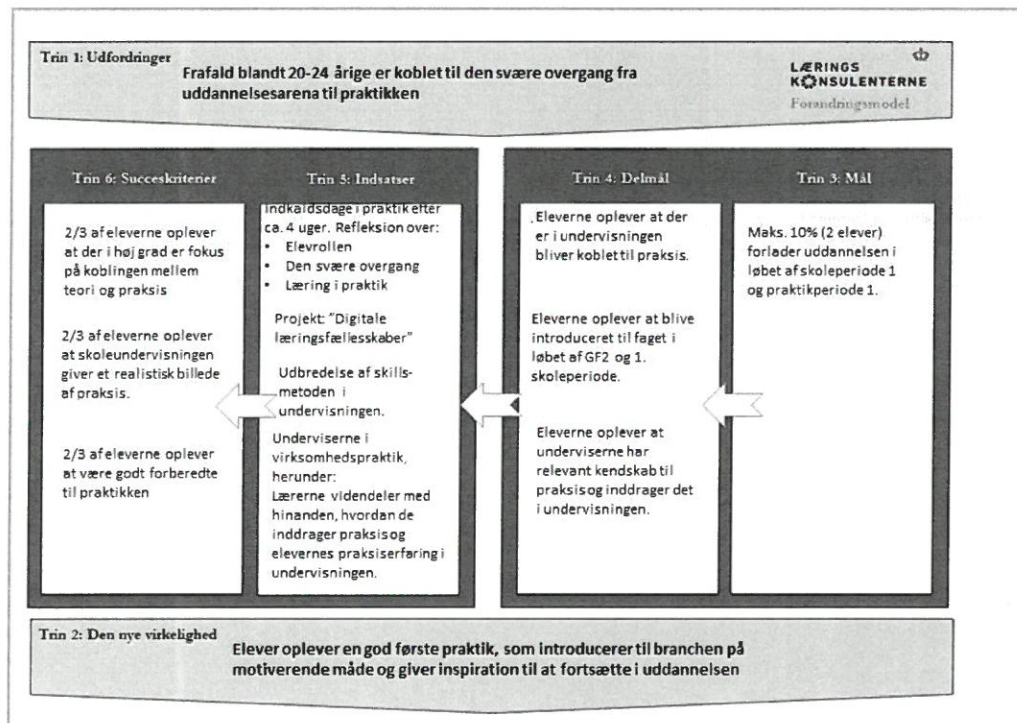 Trin 1: Udfordringer
Frafald blandt 20-24 årige er koblet til den svære overgang fra
uddannelsesarena til praktikken
LÆRINGS
KONSULENTERNE
Forandringsmodel
Trin 6: Succeskriterier
2/3 af eleverne oplever
at der i høj grad er fokus
på koblingen mellem
teori og praksis
2/3 af eleverne oplever
at skoleundervisningen
giver et realistisk billede
af praksis.
2/3 af eleverne oplever
at være godt forberedte
til praktikken
Trin 5: Indsatser
Indkaldsdage i praktik efter
ca. 4 uger. Refleksion over:
• Elevrollen
• Den svære overgang
• Læring i praktik
Projekt: "Digitale
læringsfællesskaber"
Udbredelse af skills-
metoden i
undervisningen.
Underviserne i
virksomhedspraktik,
herunder:
Lærerne videndeler med
hinanden, hvordan de
inddrager praksis og
elevernes praksiserfaring i
undervisningen.
Trin 4: Delmål
Eleverne oplever at der
er i undervisningen
bliver koblet til praksis.
Eleverne oplever at blive
introduceret til faget i
løbet af GF2 og 1.
skoleperiode.
Eleverne oplever at
underviserne har
relevant kendskab til
praksis og inddrager det
i undervisningen.
Trin 3: Mål
Maks. 10% (2 elever)
forlader uddannelsen i
løbet af skoleperiode 1
og praktikperiode 1.
Trin 2: Den nye virkelighed
Elever oplever en god første praktik, som introducerer til branchen på
motiverende måde og giver inspiration til at fortsætte i uddannelsen